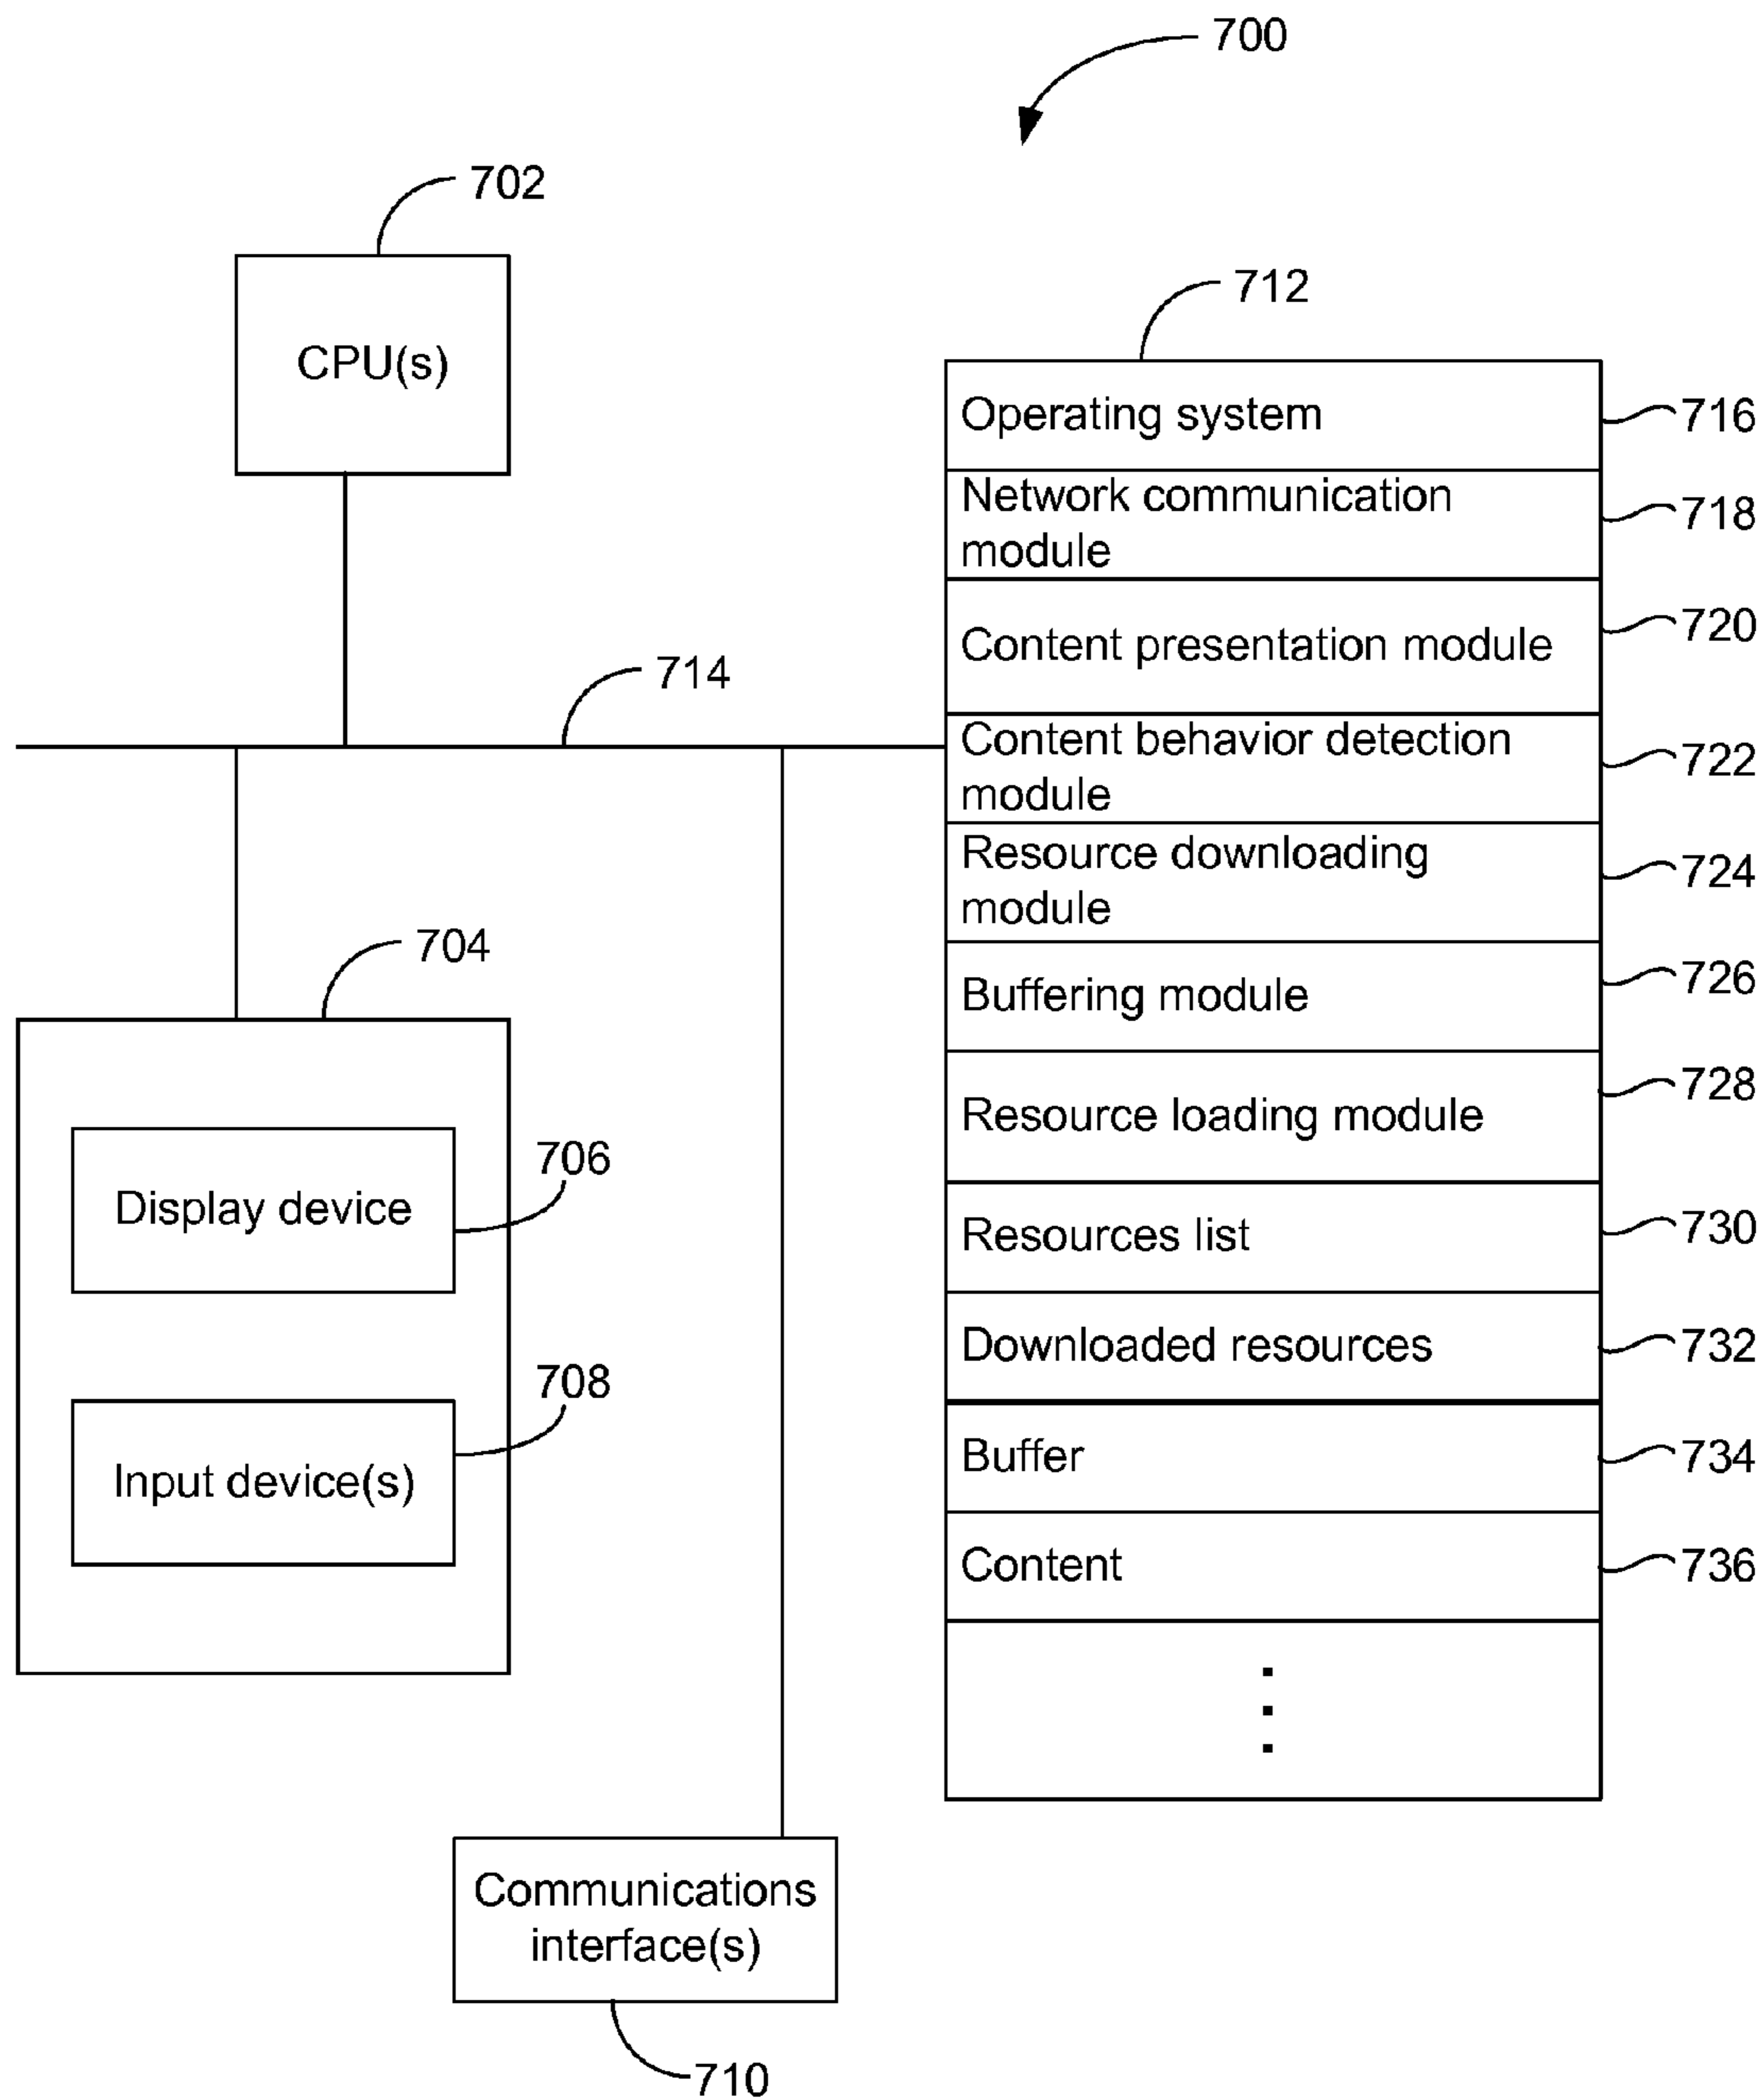 700
702
CPU(s)
712
Operating system
716
Network communication
module
718
Content presentation module
720
714
Content behavior detection
module
722
Resource downloading
module
724
704
Buffering module
726
Resource loading module
728
706
Display device
Resources list
730
Downloaded resources
732
708
Input device(s)
Buffer
734
Content
736
Communications
interface(s)
710